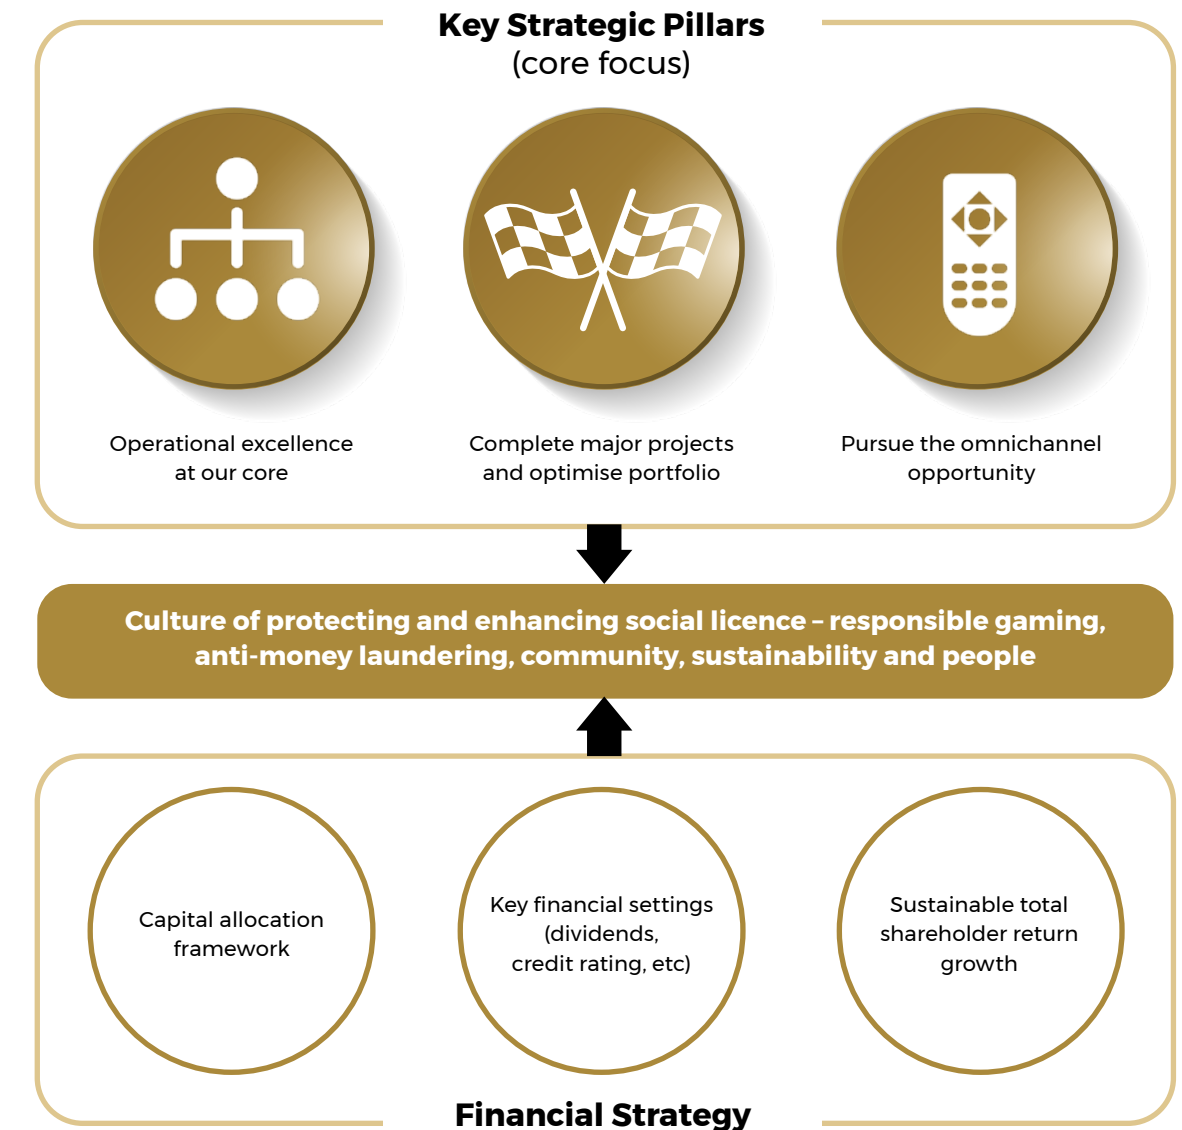 Key Strategic Pillars
(core focus)
Operational excellence
at our core
Complete major projects
and optimise portfolio
Pursue the omnichannel
opportunity
Culture of protecting and enhancing social licence – responsible gaming,
anti-money laundering, community, sustainability and people
Capital allocation
framework
Key financial settings
(dividends,
credit rating, etc)
Sustainable total
shareholder return
growth
Financial Strategy